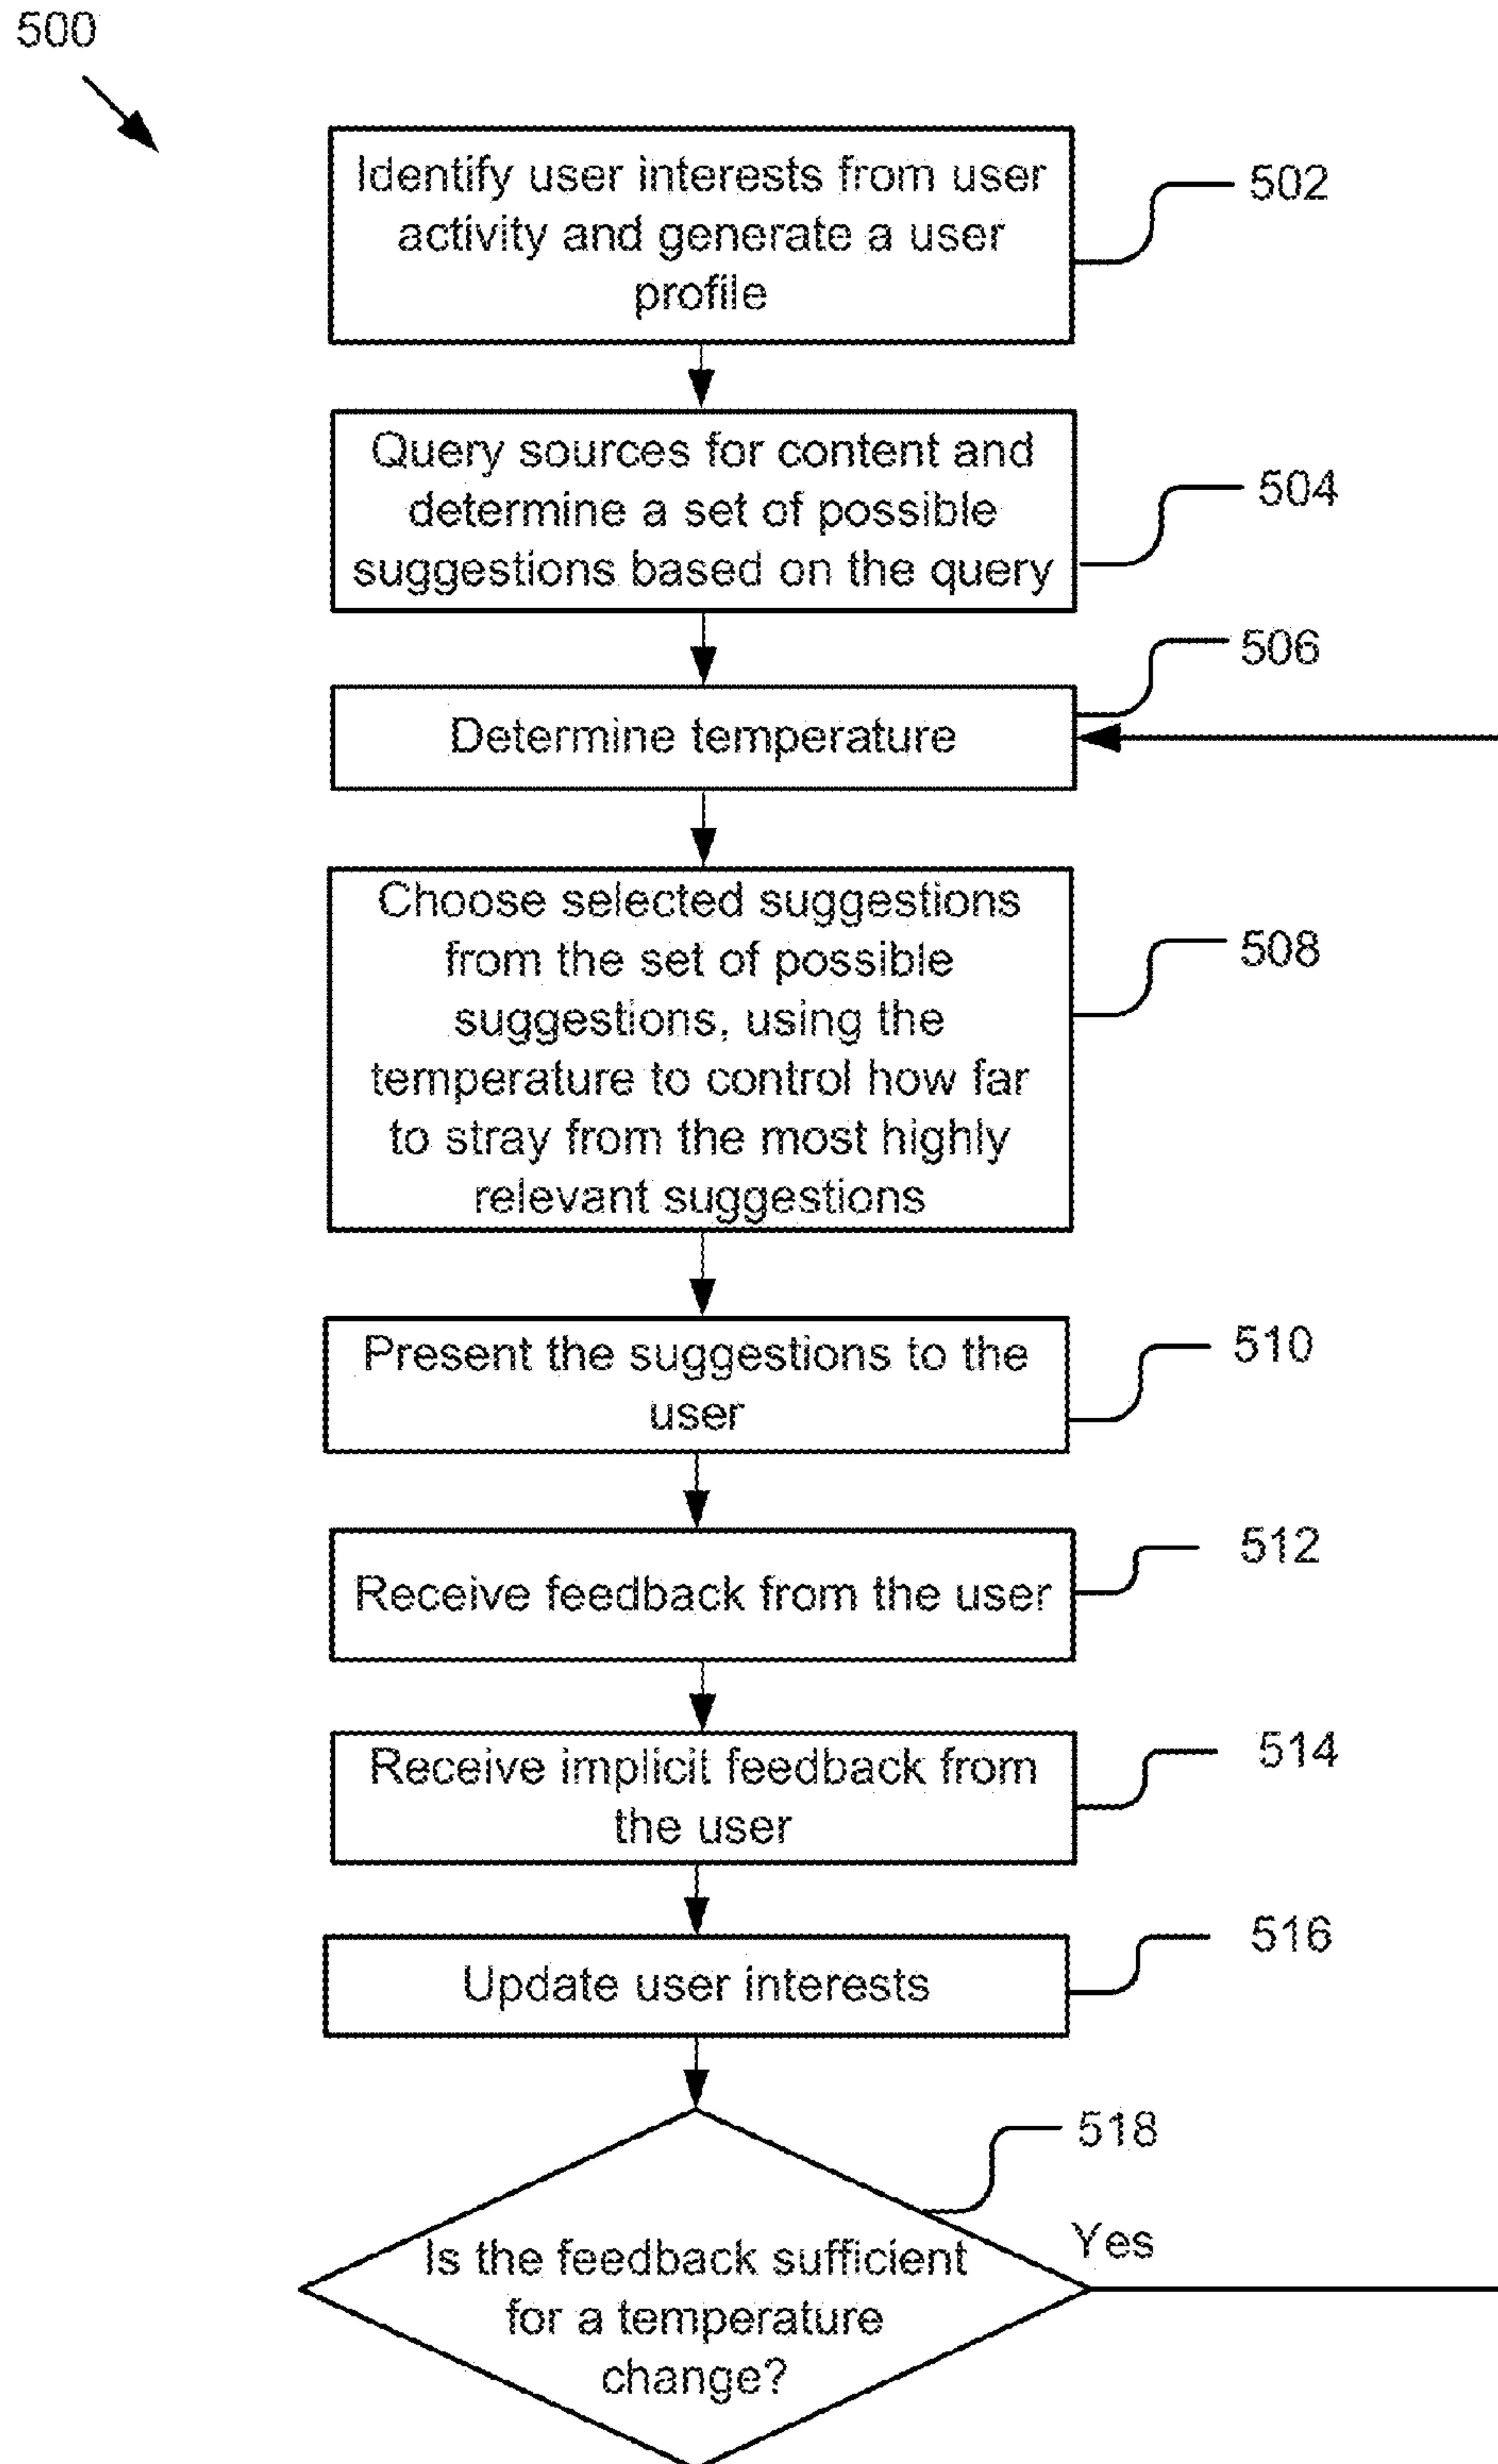 500
Identify user interests from user
activity and generate a user
profile
502
Query sources for content and
determine a set of possible
suggestions based on the query
504
506
Determine temperature
Choose selected suggestions
from the set of possible
suggestions, using the
temperature to control how far
to stray from the most highly
relevant suggestions
508
Present the suggestions to the
user
510
Receive feedback from the user
512
Receive implicit feedback from
the user
514
Update user interests
516
518
Is the feedback sufficient
for a temperature
change?
Yes